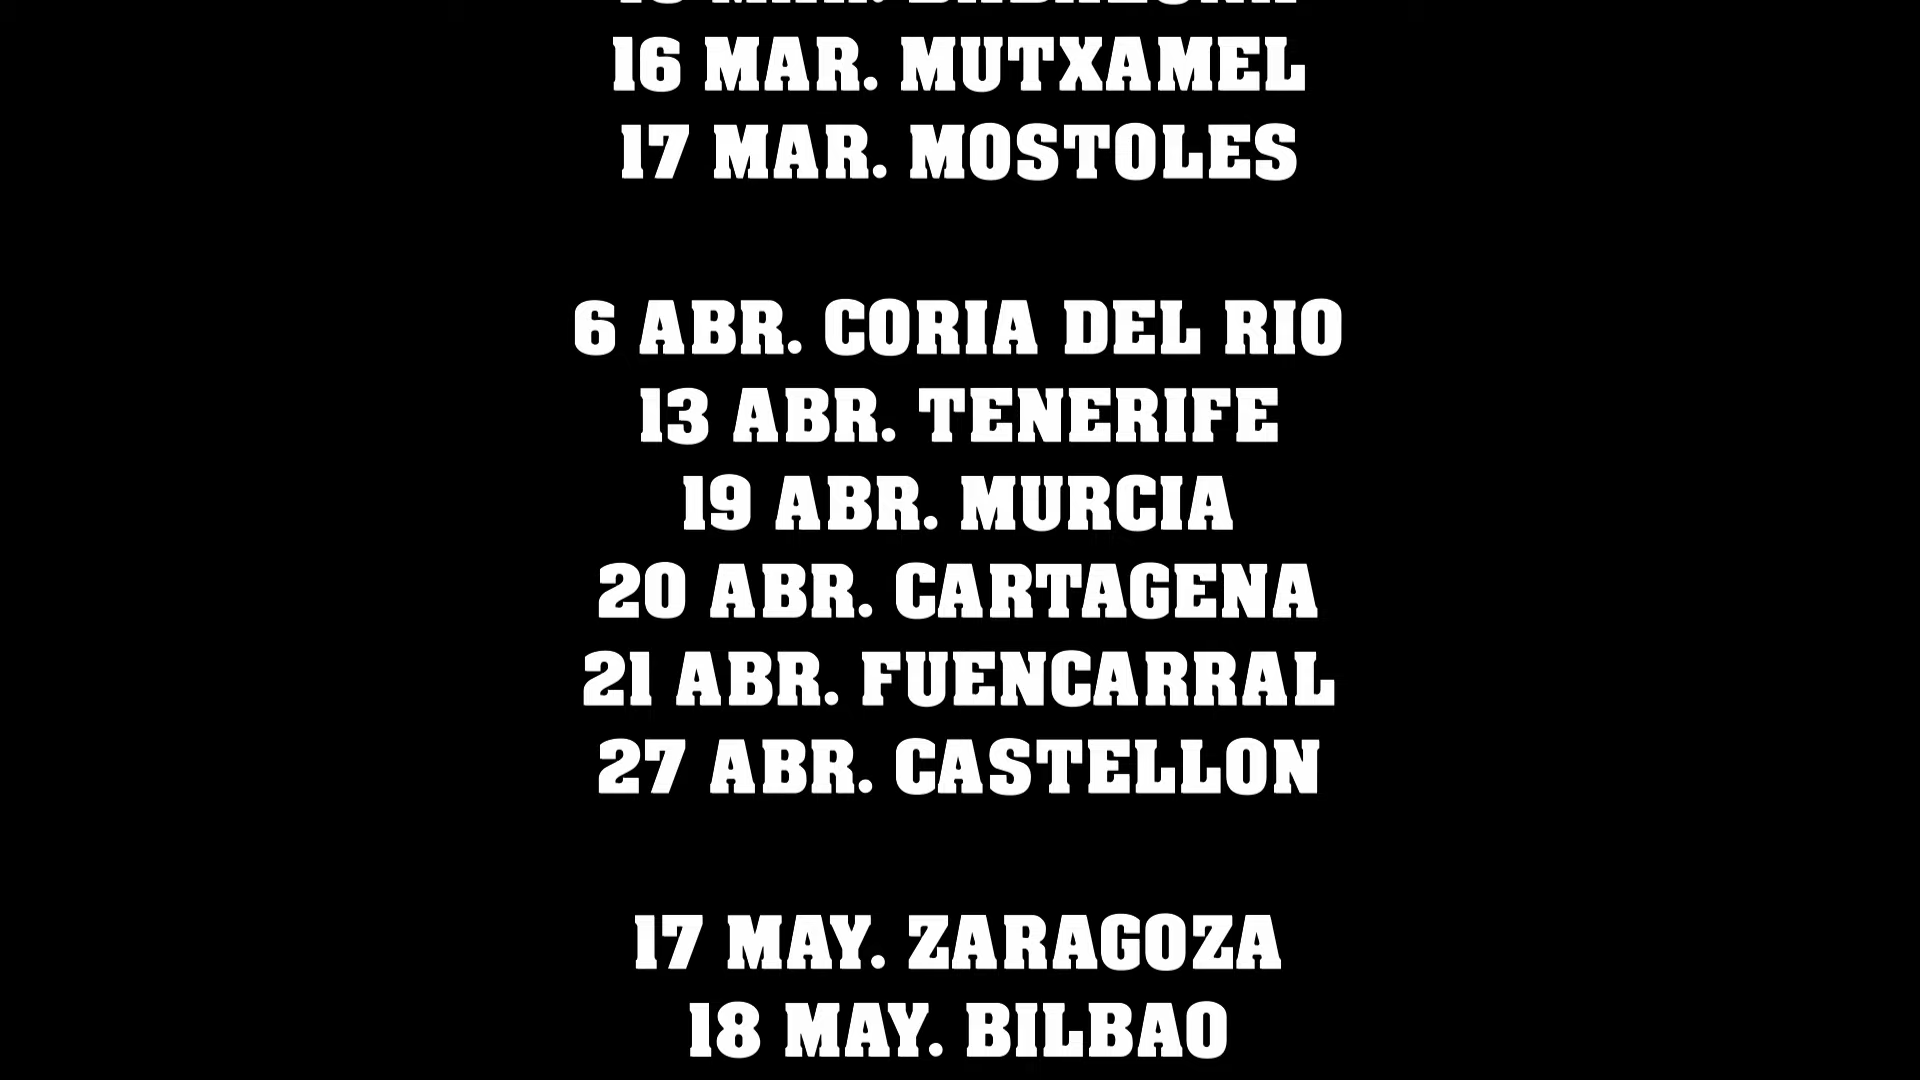 16 MAR. MUTXAMEL
17 MAR. MOSTOLES
6 ABR. CORIA DEL RIO
13 ABR. TENERIFE
19 ABR. MURCIA
20 ABR. CARTAGENA
21 ABR. FUENCARRAL
27 ABR. CASTELLON
17 MAY. ZARAGOZA
18 MAY. BILBAO